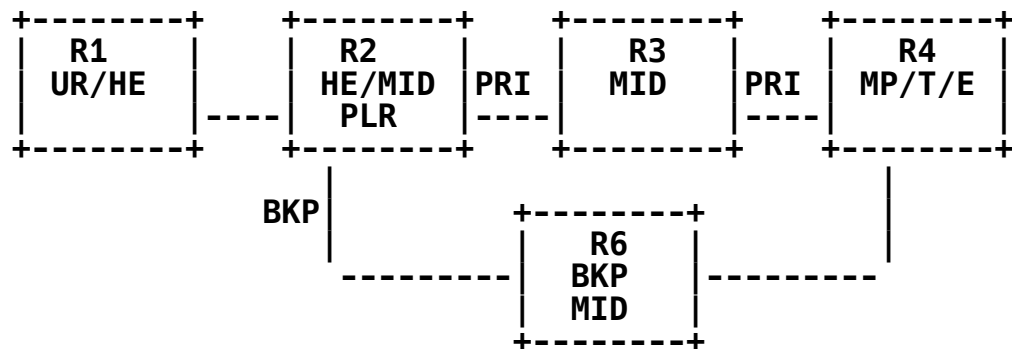 R1 R2 R3 R4
UR/HE HE/MID PRI MID PRI MP/T/E
PLR
BKP
R6
BKP
MID